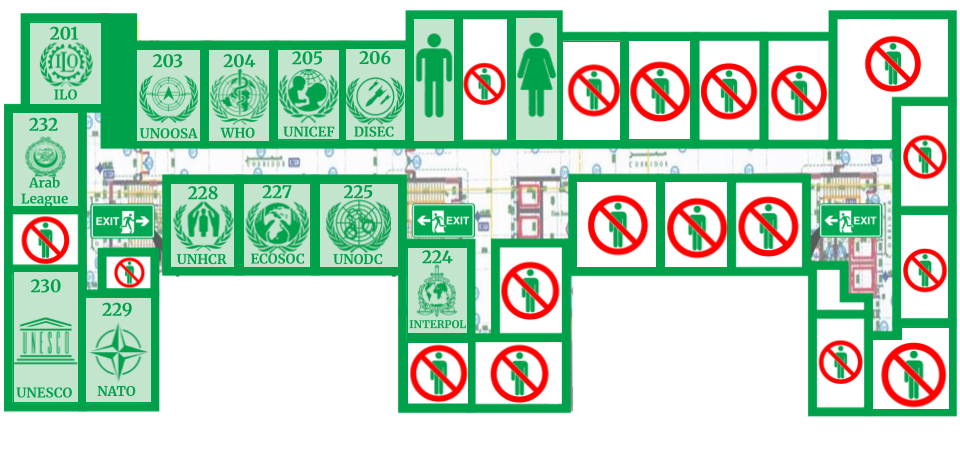 201
ILO
ILO
203
UNOOSA
204
WHO
205
UNICEF
206
DISEC
232
Arab
League
EXIT
228
UNHCR
227
ECOSOC
225
UNODC
EXIT
EXIT
224
INTERPOL
230
UNESCO
UNESCO
229
NATO